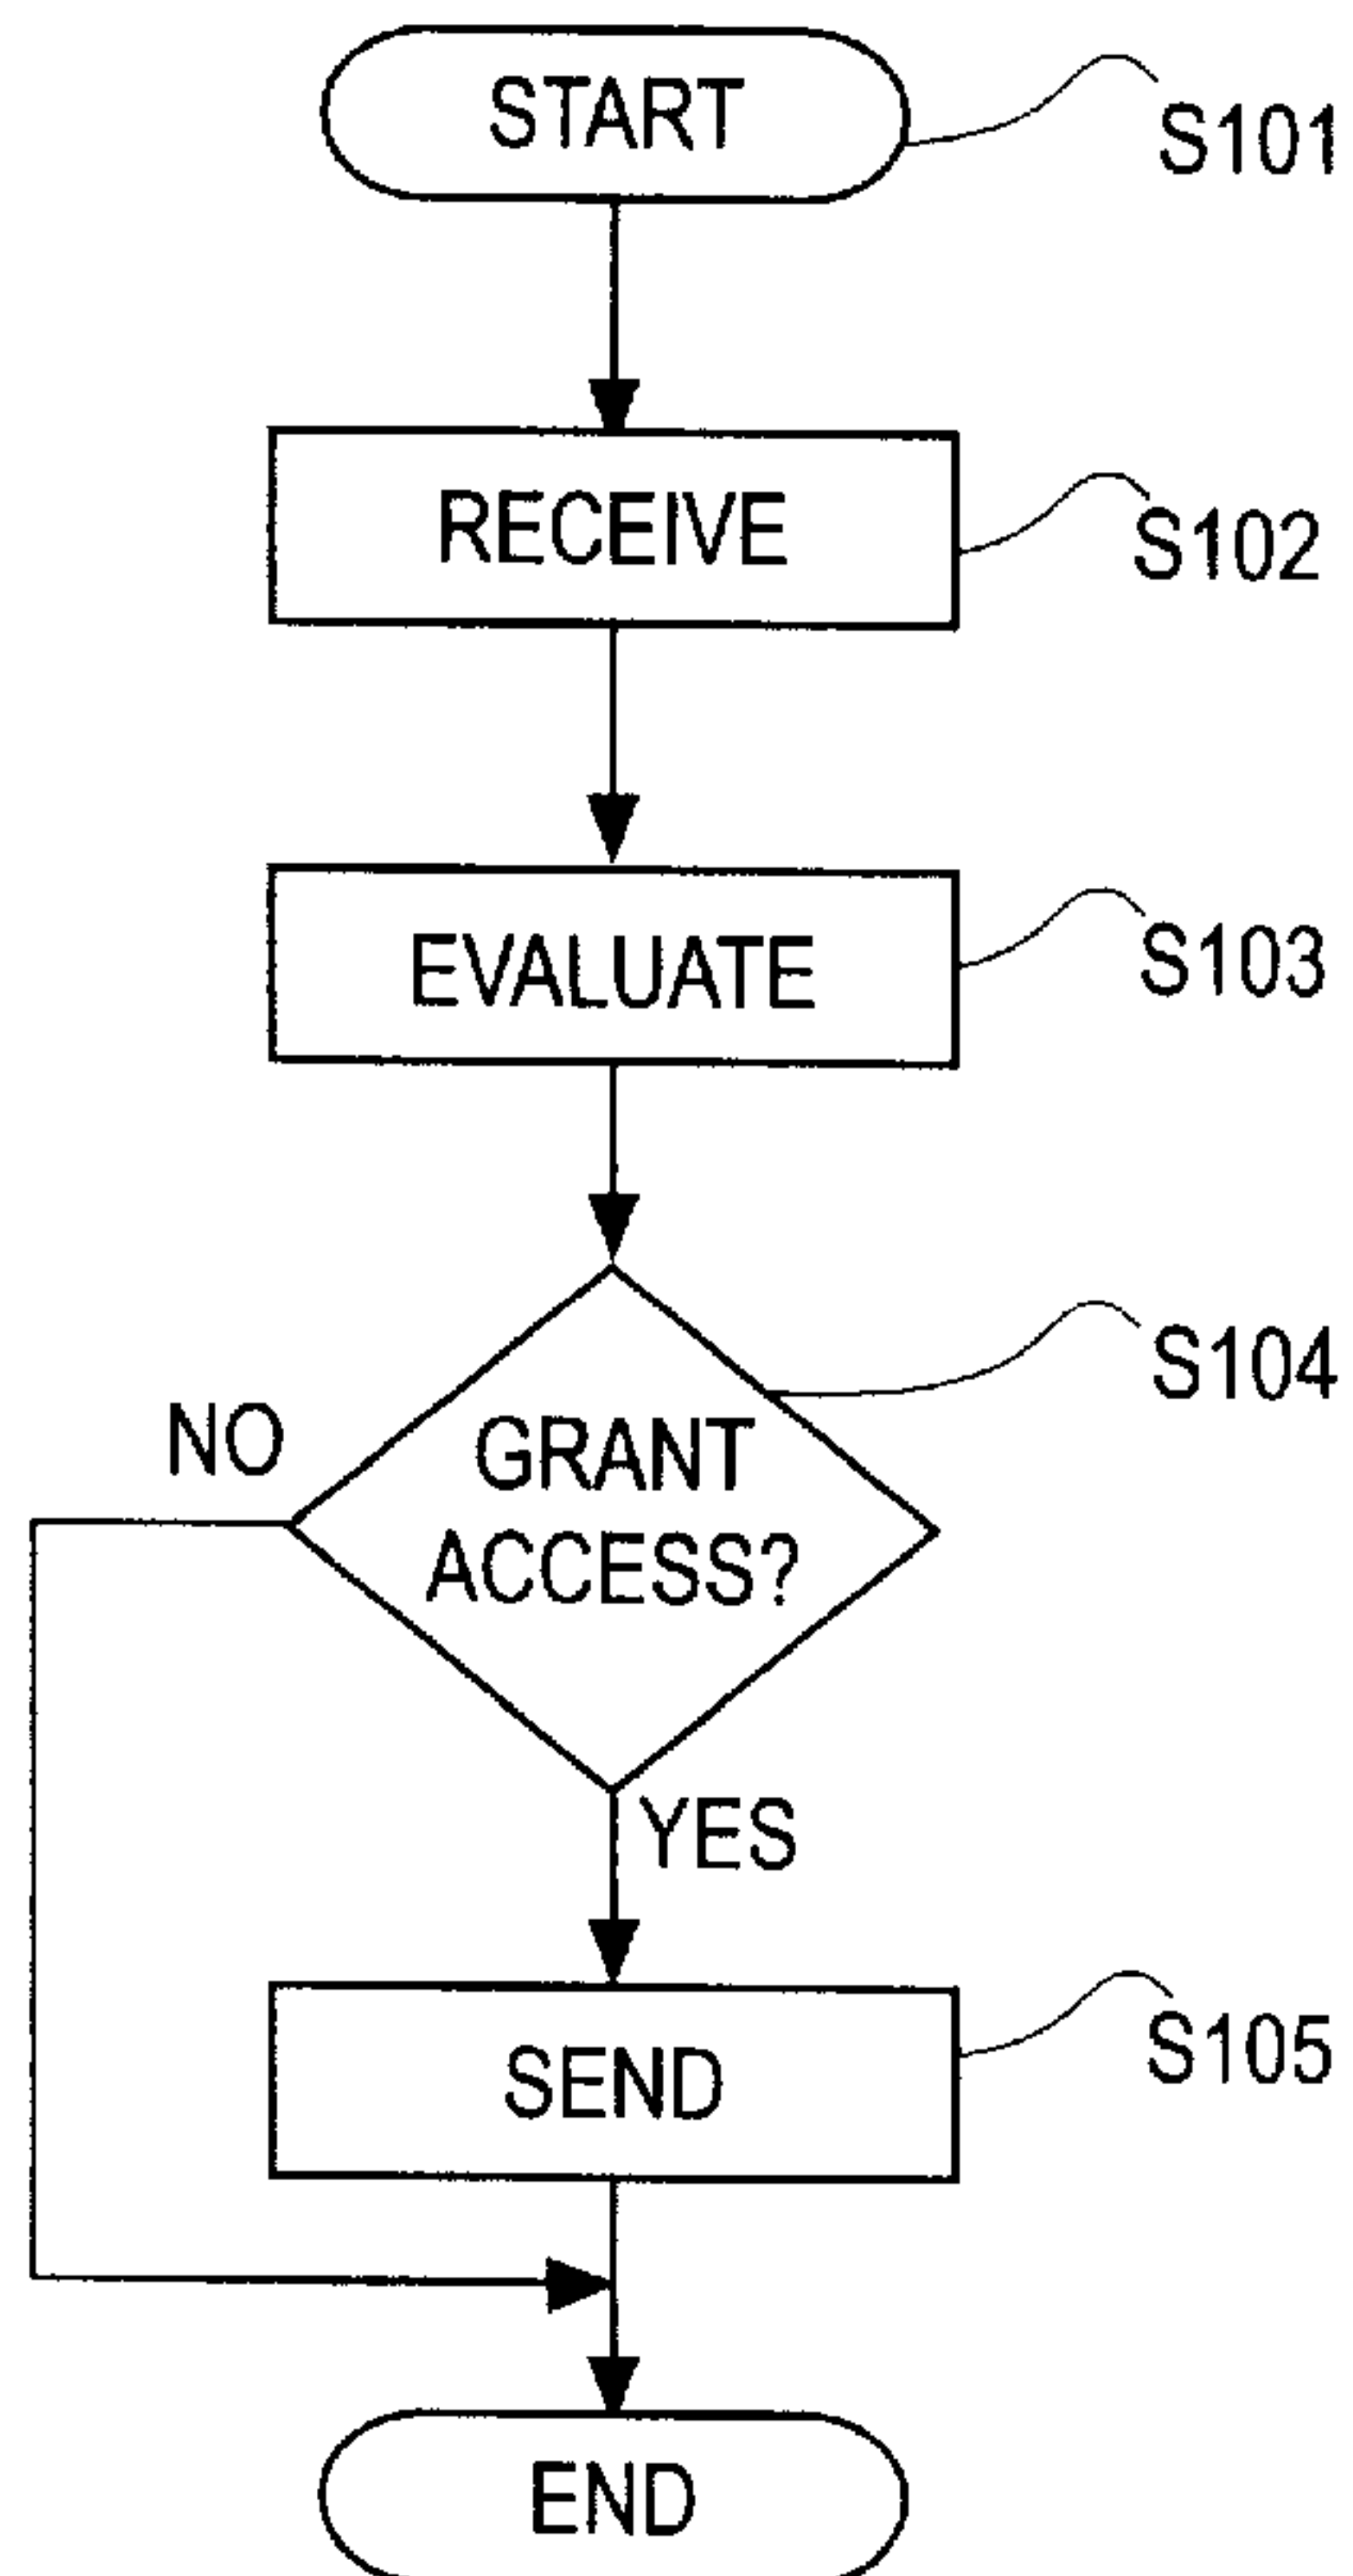 START
S101
RECEIVE
S102
EVALUATE
S103
S104
NO
GRANT
ACCESS?
YES
SEND
S105
END